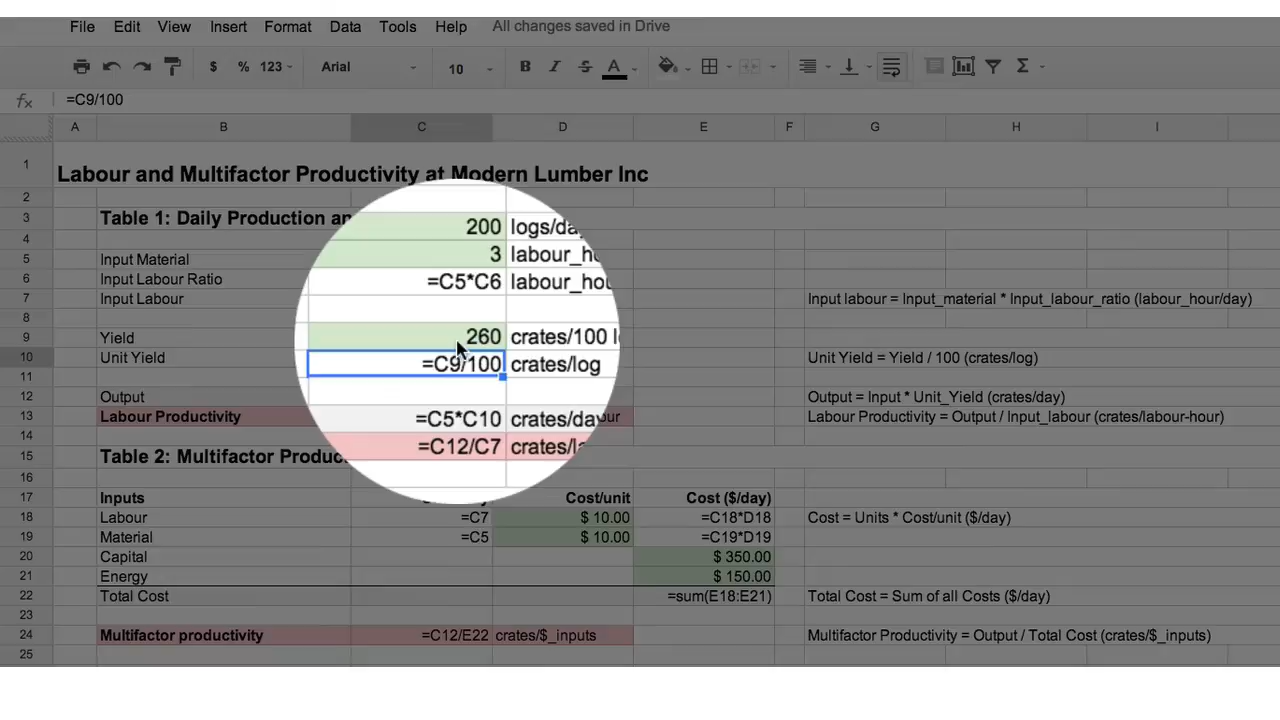 File Edit View Insert Format Data Tools Help All changes saved in Drive
$ % 123 Arial 10 B I S A Σ
fx =C9/100
A B C D E F G H I
1 Labour and Multifactor Productivity at Modern Lumber Inc
2
3 Table 1: Daily Production an
4 200 logs/day
5 Input Material 3 labour_ho
6 Input Labour Ratio =C5*C6 labour_hou
7 Input Labour Input labour = Input_material * Input_labour_ratio (labour_hour/day)
8
9 Yield 260 crates/100 l
10 Unit Yield =C9/100 crates/log Unit Yield = Yield / 100 (crates/log)
11
12 Output =C5*C10 crates/day Output = Input * Unit_Yield (crates/day)
13 Labour Productivity =C12/C7 crates/la our Labour Productivity = Output / Input_labour (crates/labour-hour)
14
15 Table 2: Multifactor Produc
16
17 Inputs Cost/unit Cost ($/day)
18 Labour =C7 $ 10.00 =C18*D18 Cost = Units * Cost/unit ($/day)
19 Material =C5 $ 10.00 =C19*D19
20 Capital $ 350.00
21 Energy $ 150.00
22 Total Cost =sum(E18:E21) Total Cost = Sum of all Costs ($/day)
23
24 Multifactor productivity =C12/E22 crates/$_inputs Multifactor Productivity = Output / Total Cost (crates/$_inputs)
25